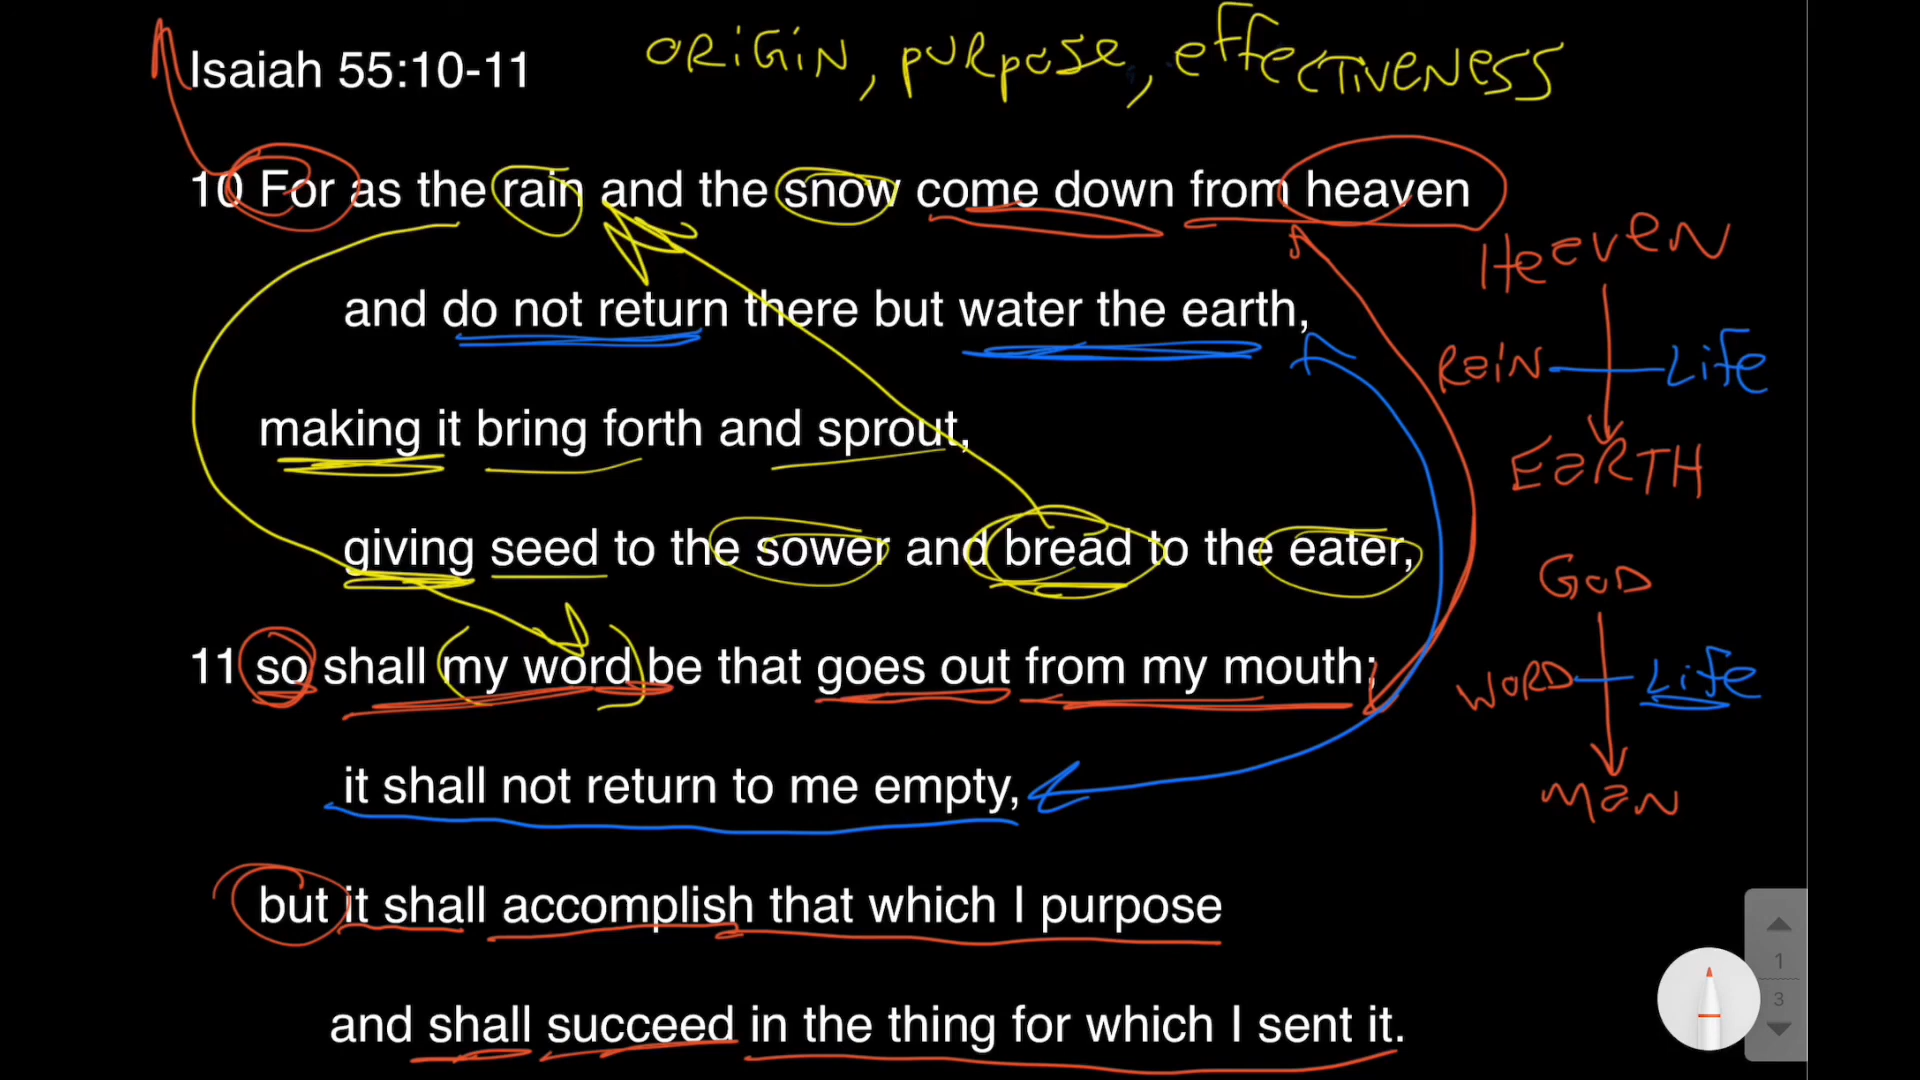 Isaiah 55:10-11
ORIGIN, PURPOSE, EFFECTIVENESS
10 For as the rain and the snow come down from heaven
and do not return there but water the earth,
making it bring forth and sprout,
giving seed to the sower and bread to the eater,
11 so shall my word be that goes out from my mouth;
it shall not return to me empty,
but it shall accomplish that which I purpose
and shall succeed in the thing for which I sent it.
HEaVEN
RaIN
LIFE
EaRTH
GOD
WORD
LIFE
MaN
1
3